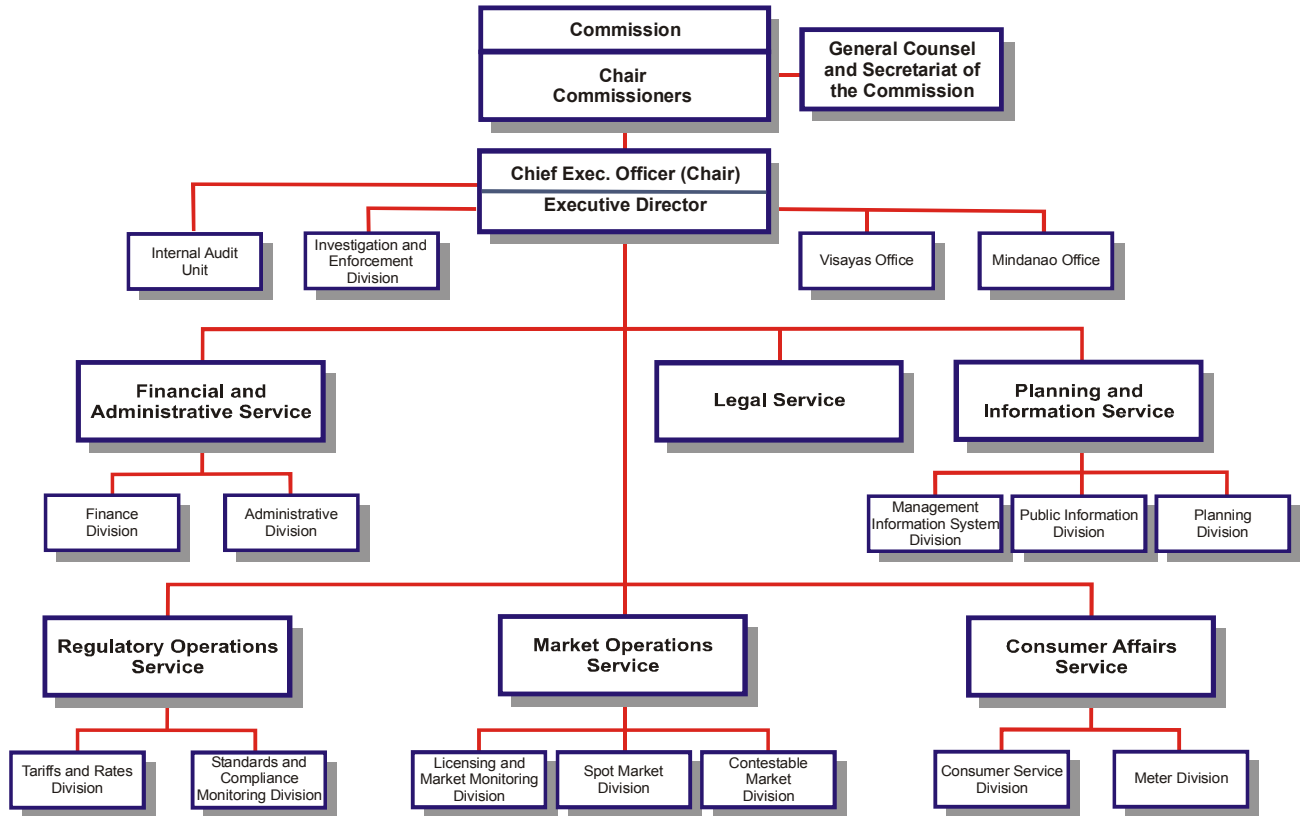 Commission
Chair
Commissioners
General Counsel
and Secretariat of
the Commission
Chief Exec. Officer (Chair)
Executive Director
Internal Audit
Unit
Investigation and
Enforcement
Division
Visayas Office
Mindanao Office
Financial and
Administrative Service
Legal Service
Planning and
Information Service
Finance
Division
Administrative
Division
Management
Information System
Division
Public Information
Division
Planning
Division
Regulatory Operations
Service
Market Operations
Service
Consumer Affairs
Service
Tariffs and Rates
Division
Standards and
Compliance
Monitoring Division
Licensing and
Market Monitoring
Division
Spot Market
Division
Contestable
Market
Division
Consumer Service
Division
Meter Division